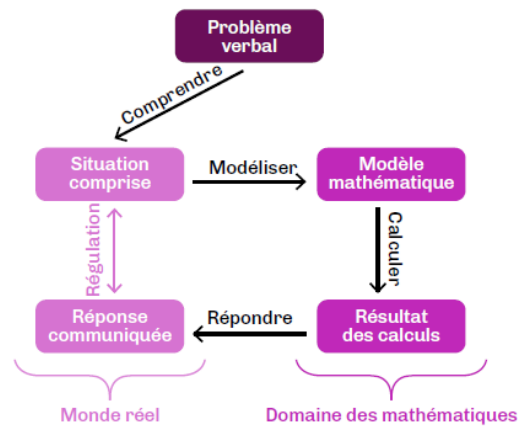 Problème
verbal
Comprendre
Situation
comprise
Modéliser
Modèle
mathématique
Régulation
Calculer
Réponse
communiquée
Répondre
Résultat
des calculs
Monde réel
Domaine des mathématiques